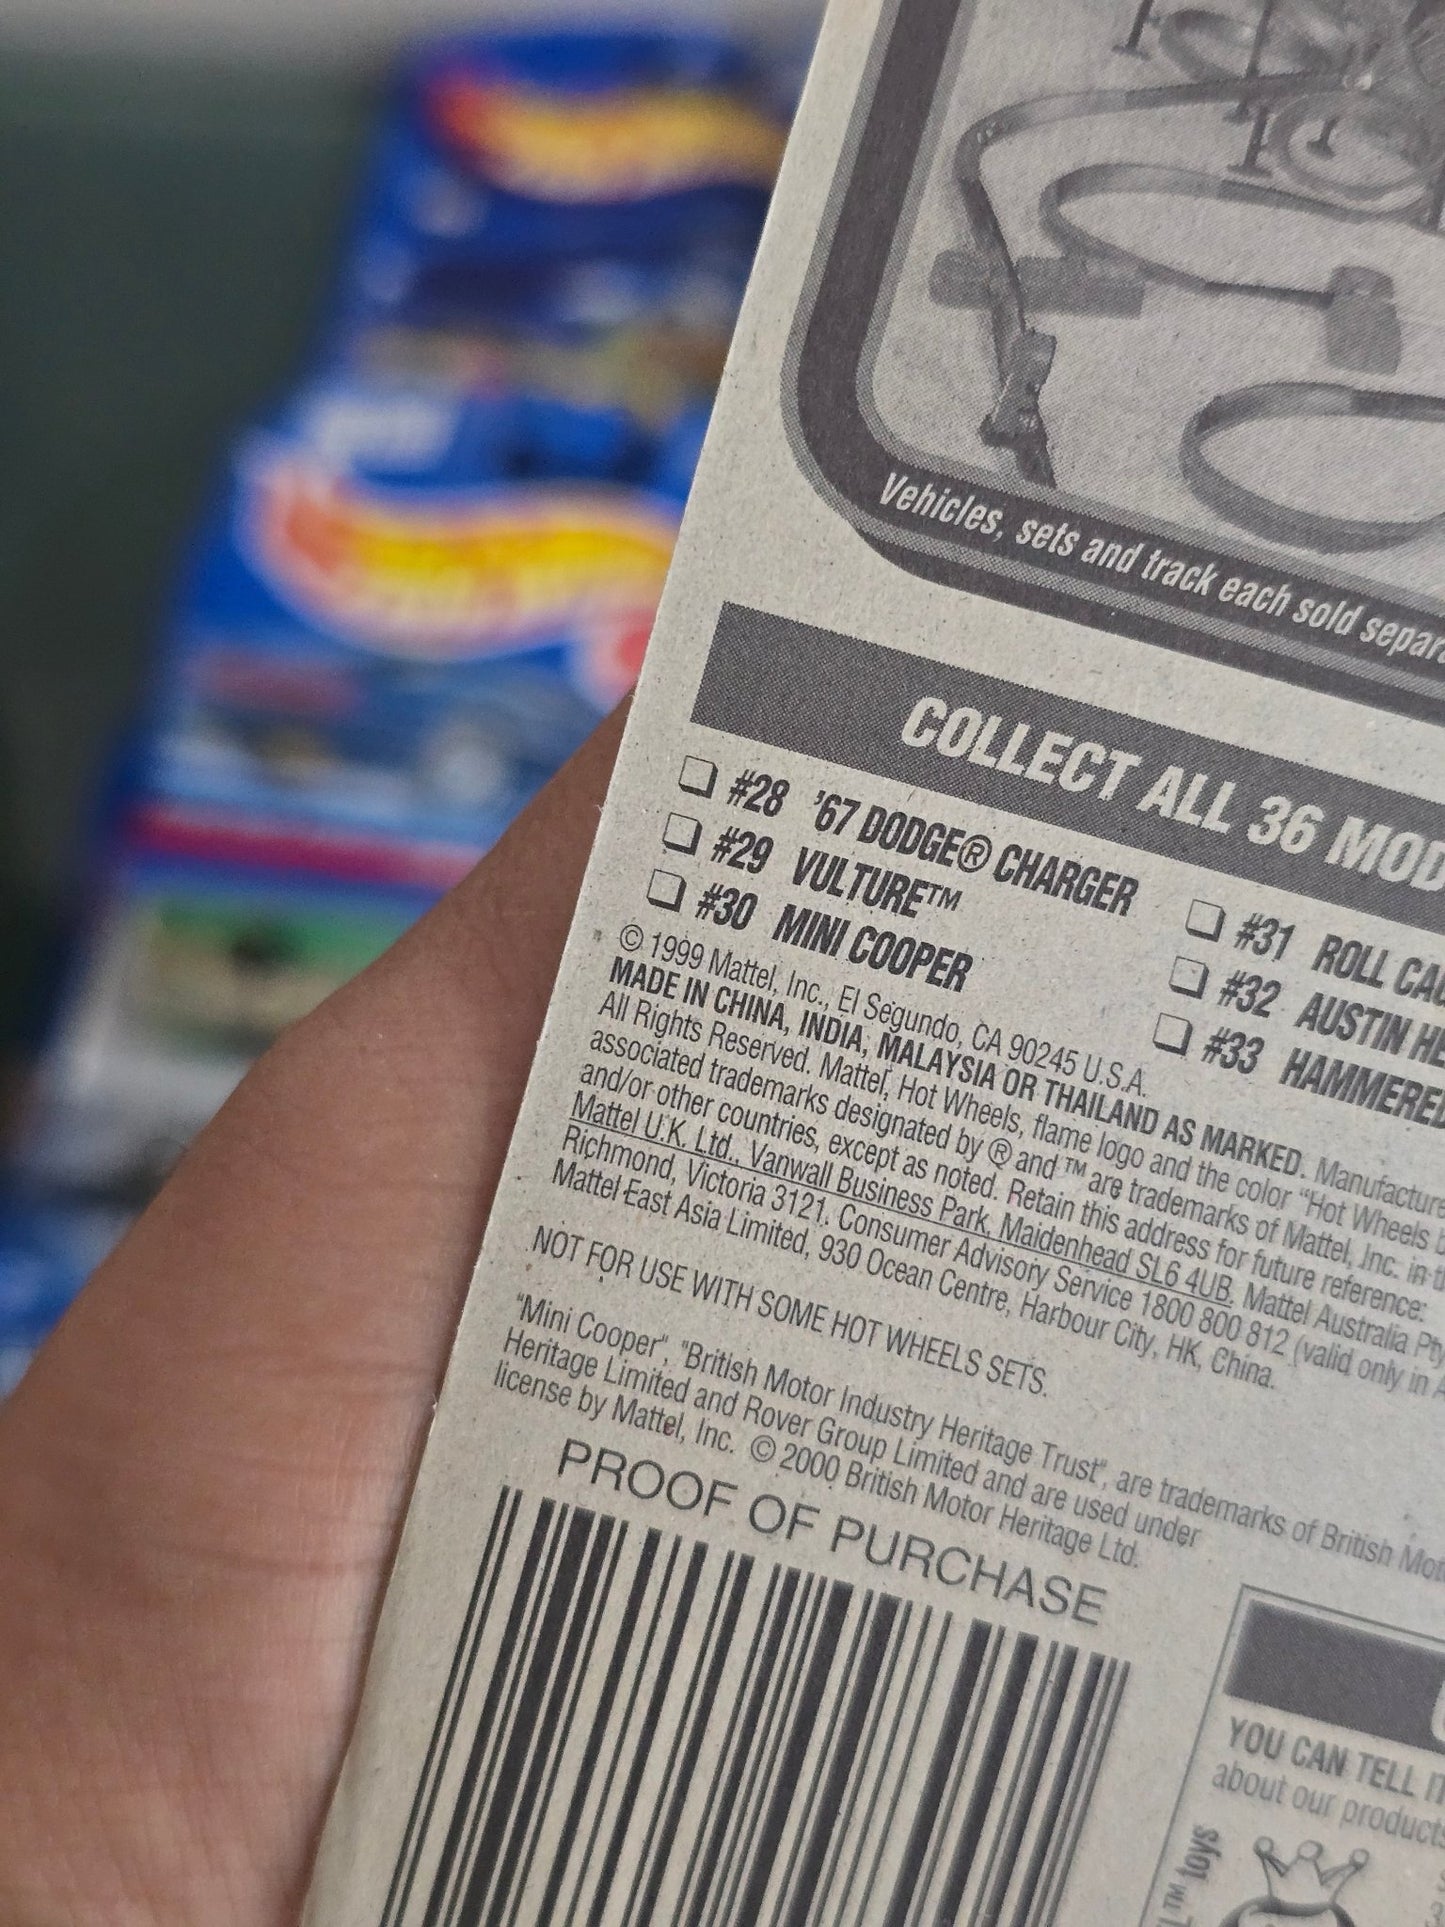 Vehicles, sets and track each sold
COLLECT ALL 36
#28 '67 DODGE® CHARGER
#29 VULTURE™
#30 MINI COOPER
#31 ROLL
#32 AUSTIN
#33 HAMMERED
© 1999 Mattel, Inc., El Segundo, CA 90245 U.S.A.
MADE IN CHINA, INDIA, MALAYSIA OR THAILAND AS MARKED.
All Rights Reserved. Mattel, Hot Wheels, flame logo and the color "Hot Wheels
associated trademarks designated by ® and ™ are trademarks of Mattel, Inc. in
and/or other countries, except as noted. Retain this address for future reference:
Mattel U.K. Ltd., Vanwall Business Park, Maidenhead SL6 4UB. Mattel Australia Pty
Richmond, Victoria 3121. Consumer Advisory Service 1800 800 812 (valid only in
Mattel East Asia Limited, 930 Ocean Centre, Harbour City, HK, China.
NOT FOR USE WITH SOME HOT WHEELS SETS.
"Mini Cooper", "British Motor Industry Heritage Trust", are trademarks of British
Heritage Limited and Rover Group Limited and are used under
license by Mattel, Inc. © 2000 British Motor Heritage Ltd.
PROOF OF PURCHASE
YOU CAN TELL
about our products
™ toys